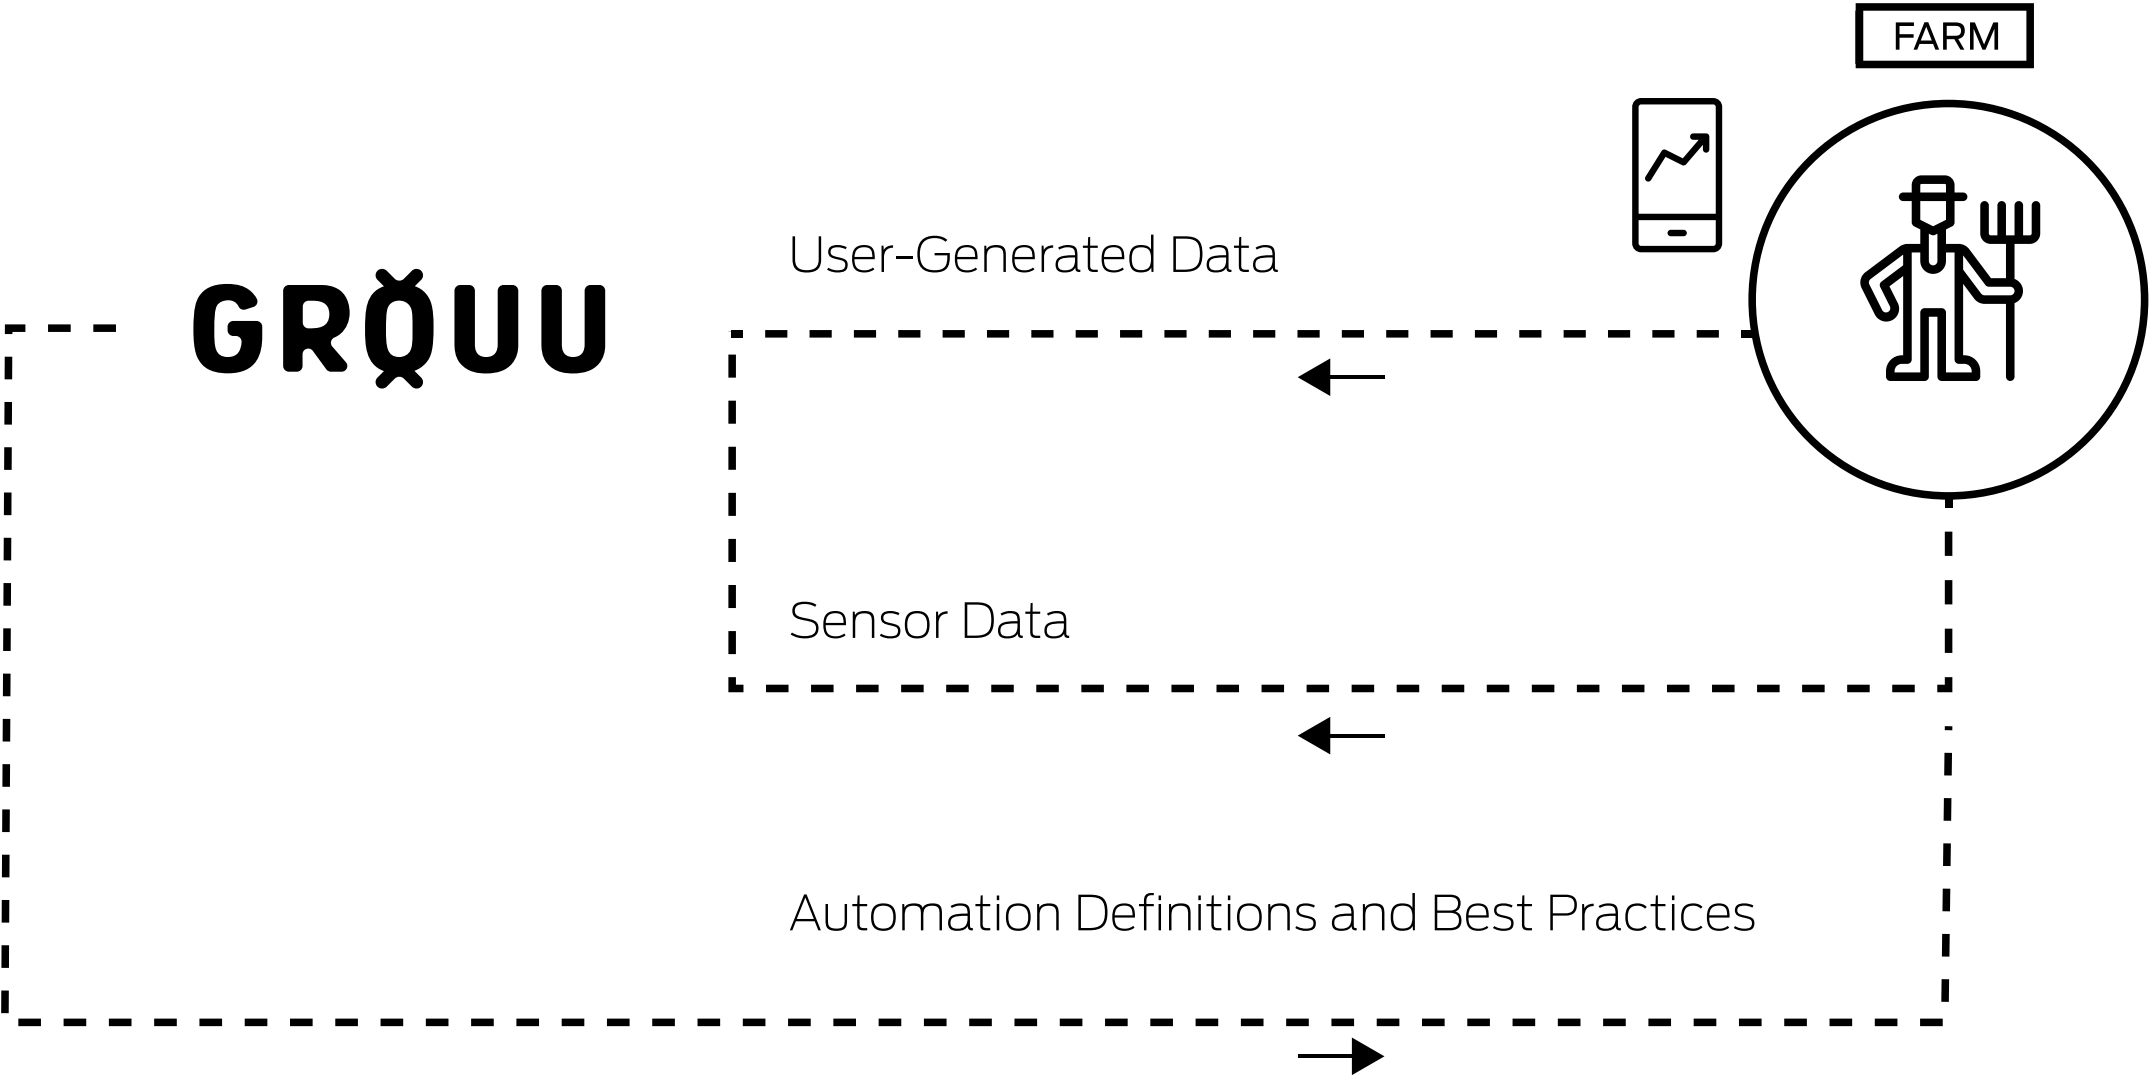 FARM
User-Generated Data
GROUU
Sensor Data
Automation Definitions and Best Practices